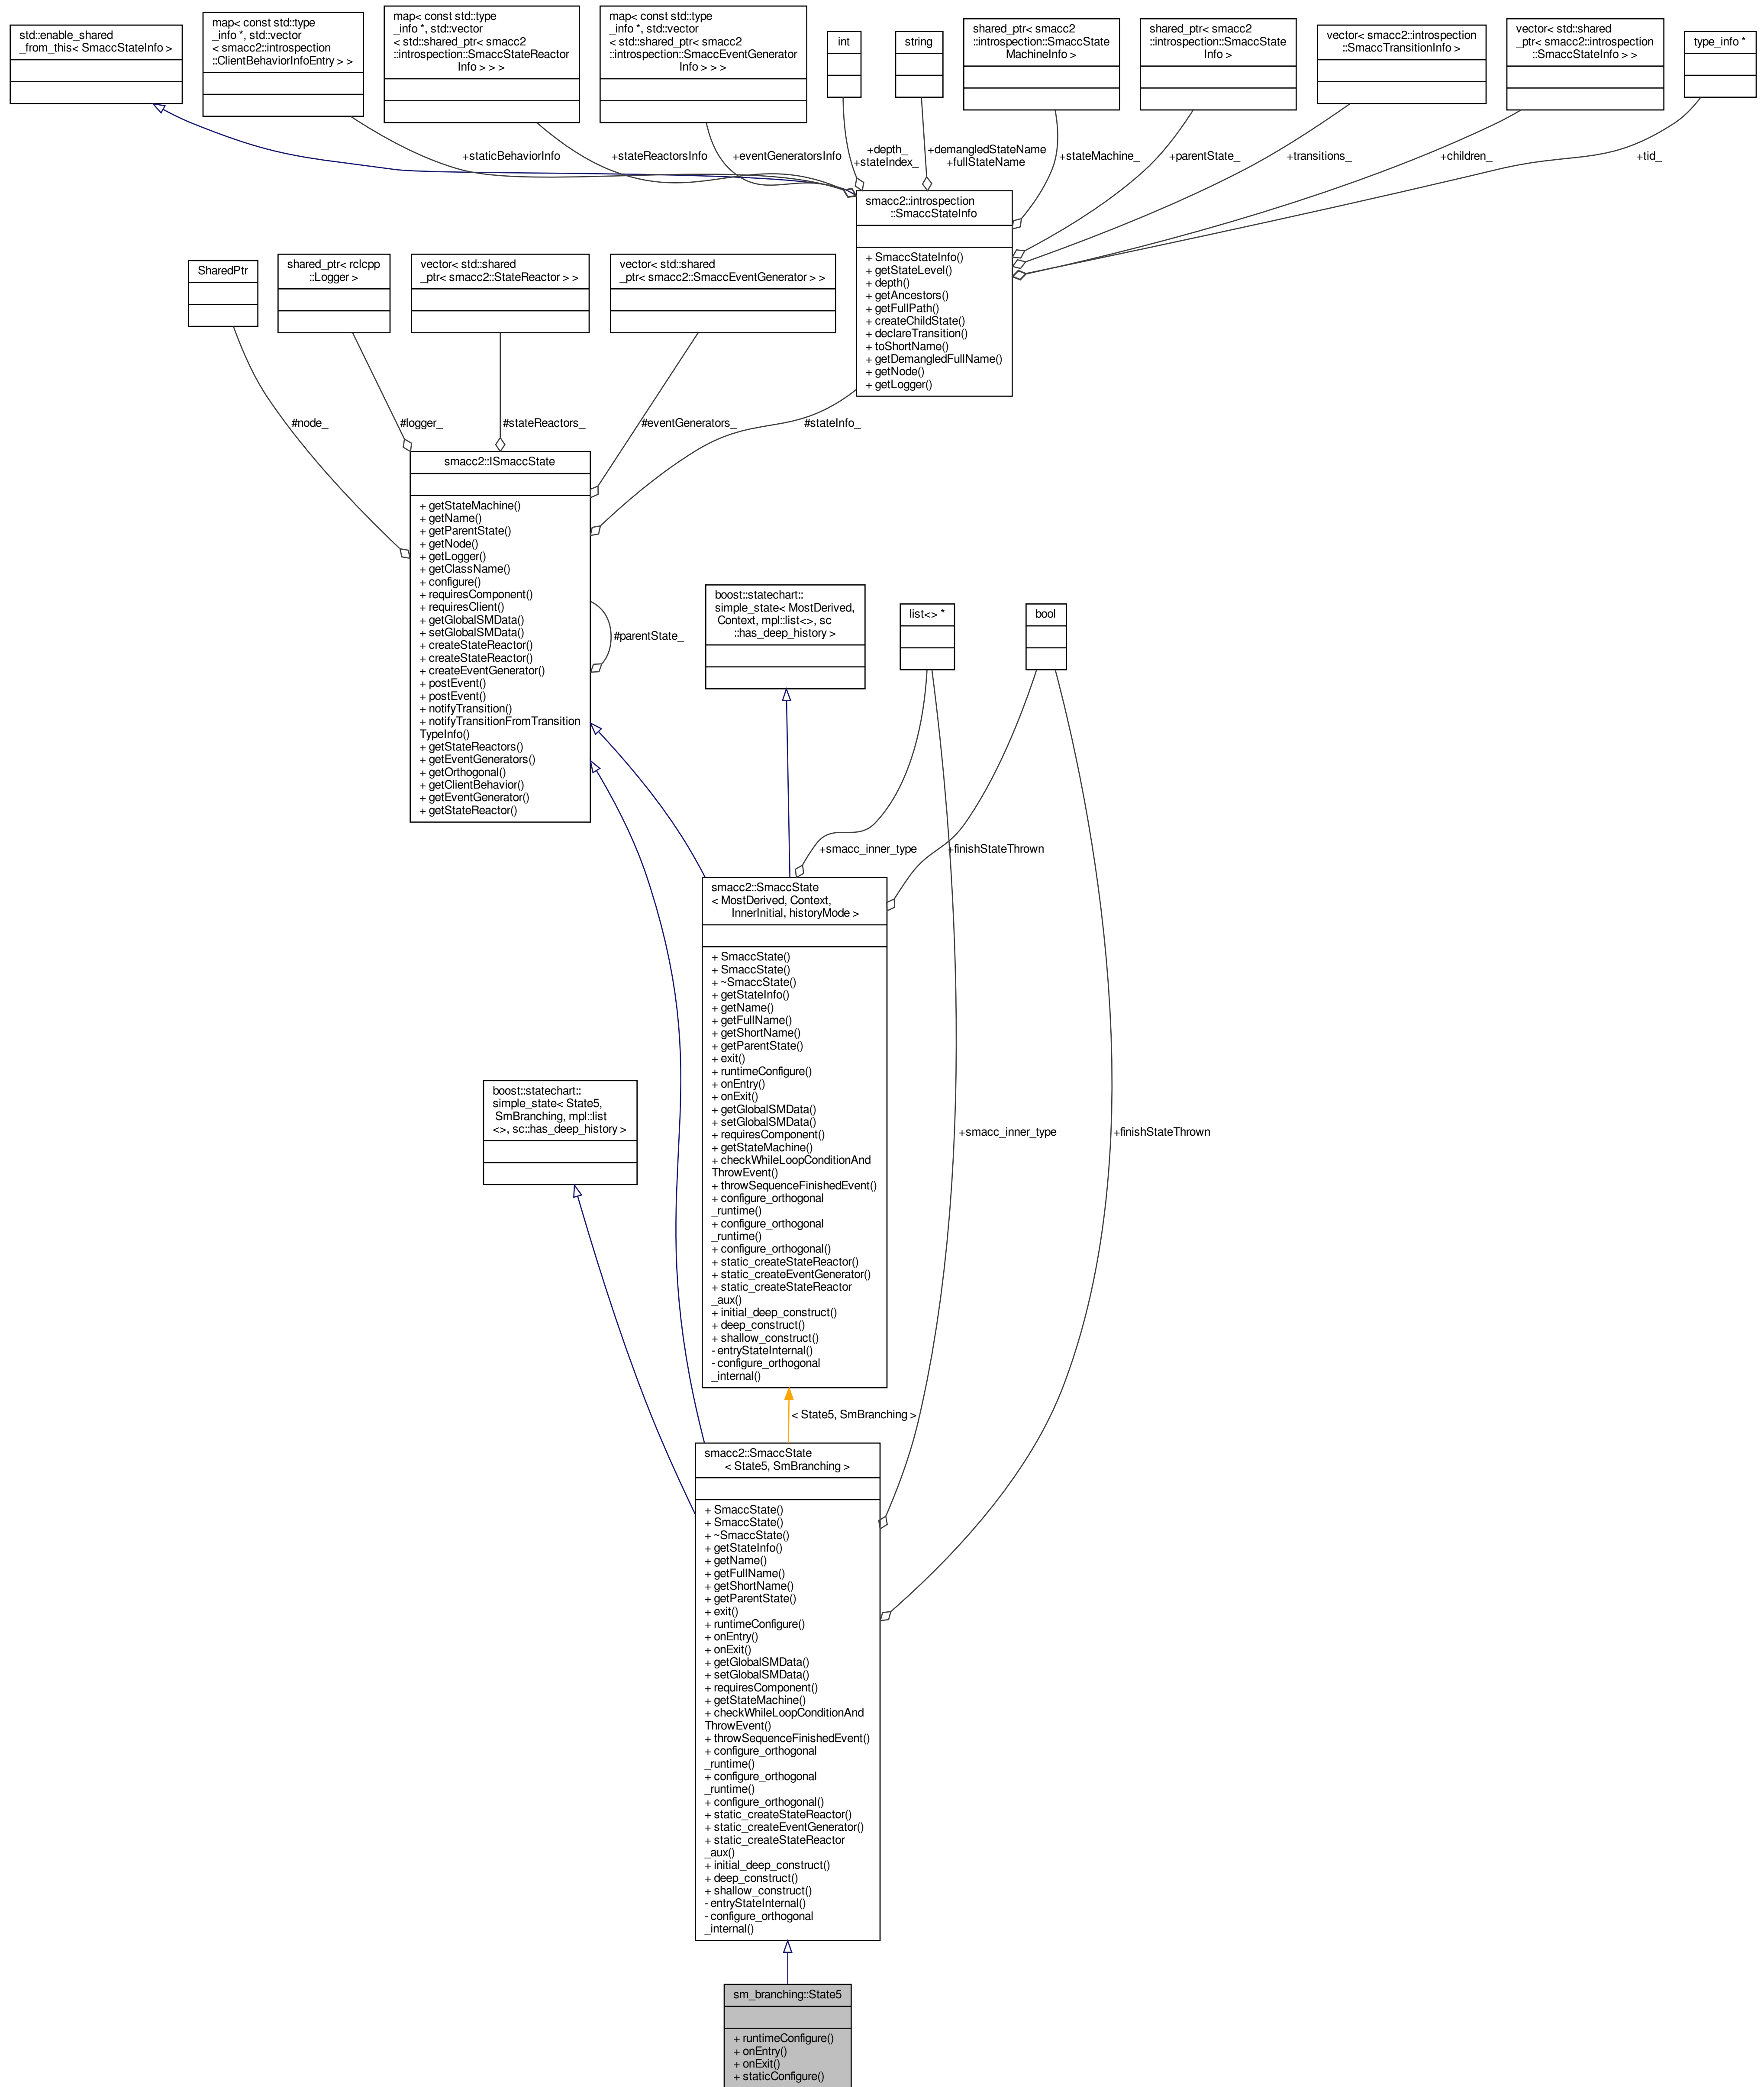 std::enable_shared
_from_this< SmaccStateInfo >
map< const std::type
_info *, std::vector
< smacc2::introspection
::ClientBehaviorInfoEntry > >
map< const std::type
_info *, std::vector
< std::shared_ptr< smacc2
::introspection::SmaccStateReactor
Info > > >
map< const std::type
_info *, std::vector
< std::shared_ptr< smacc2
::introspection::SmaccEventGenerator
Info > > >
int
string
shared_ptr< smacc2
::introspection::SmaccState
MachineInfo >
shared_ptr< smacc2
::introspection::SmaccState
Info >
vector< smacc2::introspection
::SmaccTransitionInfo >
vector< std::shared
_ptr< smacc2::introspection
::SmaccStateInfo > >
type_info *
+staticBehaviorInfo
+stateReactorsInfo
+eventGeneratorsInfo
+depth_
+stateIndex_
+demangledStateName
+fullStateName
+stateMachine_
+parentState_
+transitions_
+children_
+tid_
smacc2::introspection
::SmaccStateInfo
+ SmaccStateInfo()
+ getStateLevel()
+ depth()
+ getAncestors()
+ getFullPath()
+ createChildState()
+ declareTransition()
+ toShortName()
+ getDemangledFullName()
+ getNode()
+ getLogger()
SharedPtr
shared_ptr< rclcpp
::Logger >
vector< std::shared
_ptr< smacc2::StateReactor > >
vector< std::shared
_ptr< smacc2::SmaccEventGenerator > >
#node_
#logger_
#stateReactors_
#eventGenerators_
#stateInfo_
smacc2::ISmaccState
+ getStateMachine()
+ getName()
+ getParentState()
+ getNode()
+ getLogger()
+ getClassName()
+ configure()
+ requiresComponent()
+ requiresClient()
+ getGlobalSMData()
+ setGlobalSMData()
+ createStateReactor()
+ createStateReactor()
+ createEventGenerator()
+ postEvent()
+ postEvent()
+ notifyTransition()
+ notifyTransitionFromTransition
TypeInfo()
+ getStateReactors()
+ getEventGenerators()
+ getOrthogonal()
+ getClientBehavior()
+ getEventGenerator()
+ getStateReactor()
#parentState_
boost::statechart::
simple_state< MostDerived,
Context, mpl::list<>, sc
::has_deep_history >
list<> *
bool
+smacc_inner_type
+finishStateThrown
smacc2::SmaccState
< MostDerived, Context,
InnerInitial, historyMode >
+ SmaccState()
+ SmaccState()
+ ~SmaccState()
+ getStateInfo()
+ getName()
+ getFullName()
+ getShortName()
+ getParentState()
+ exit()
+ runtimeConfigure()
+ onEntry()
+ onExit()
+ getGlobalSMData()
+ setGlobalSMData()
+ requiresComponent()
+ getStateMachine()
+ checkWhileLoopConditionAnd
ThrowEvent()
+ throwSequenceFinishedEvent()
+ configure_orthogonal
_runtime()
+ configure_orthogonal
_runtime()
+ configure_orthogonal()
+ static_createStateReactor()
+ static_createEventGenerator()
+ static_createStateReactor
_aux()
+ initial_deep_construct()
+ deep_construct()
+ shallow_construct()
- entryStateInternal()
- configure_orthogonal
_internal()
boost::statechart::
simple_state< State5,
SmBranching, mpl::list
<>, sc::has_deep_history >
+smacc_inner_type
+finishStateThrown
< State5, SmBranching >
smacc2::SmaccState
< State5, SmBranching >
+ SmaccState()
+ SmaccState()
+ ~SmaccState()
+ getStateInfo()
+ getName()
+ getFullName()
+ getShortName()
+ getParentState()
+ exit()
+ runtimeConfigure()
+ onEntry()
+ onExit()
+ getGlobalSMData()
+ setGlobalSMData()
+ requiresComponent()
+ getStateMachine()
+ checkWhileLoopConditionAnd
ThrowEvent()
+ throwSequenceFinishedEvent()
+ configure_orthogonal
_runtime()
+ configure_orthogonal
_runtime()
+ configure_orthogonal()
+ static_createStateReactor()
+ static_createEventGenerator()
+ static_createStateReactor
_aux()
+ initial_deep_construct()
+ deep_construct()
+ shallow_construct()
- entryStateInternal()
- configure_orthogonal
_internal()
sm_branching::State5
+ runtimeConfigure()
+ onEntry()
+ onExit()
+ staticConfigure()